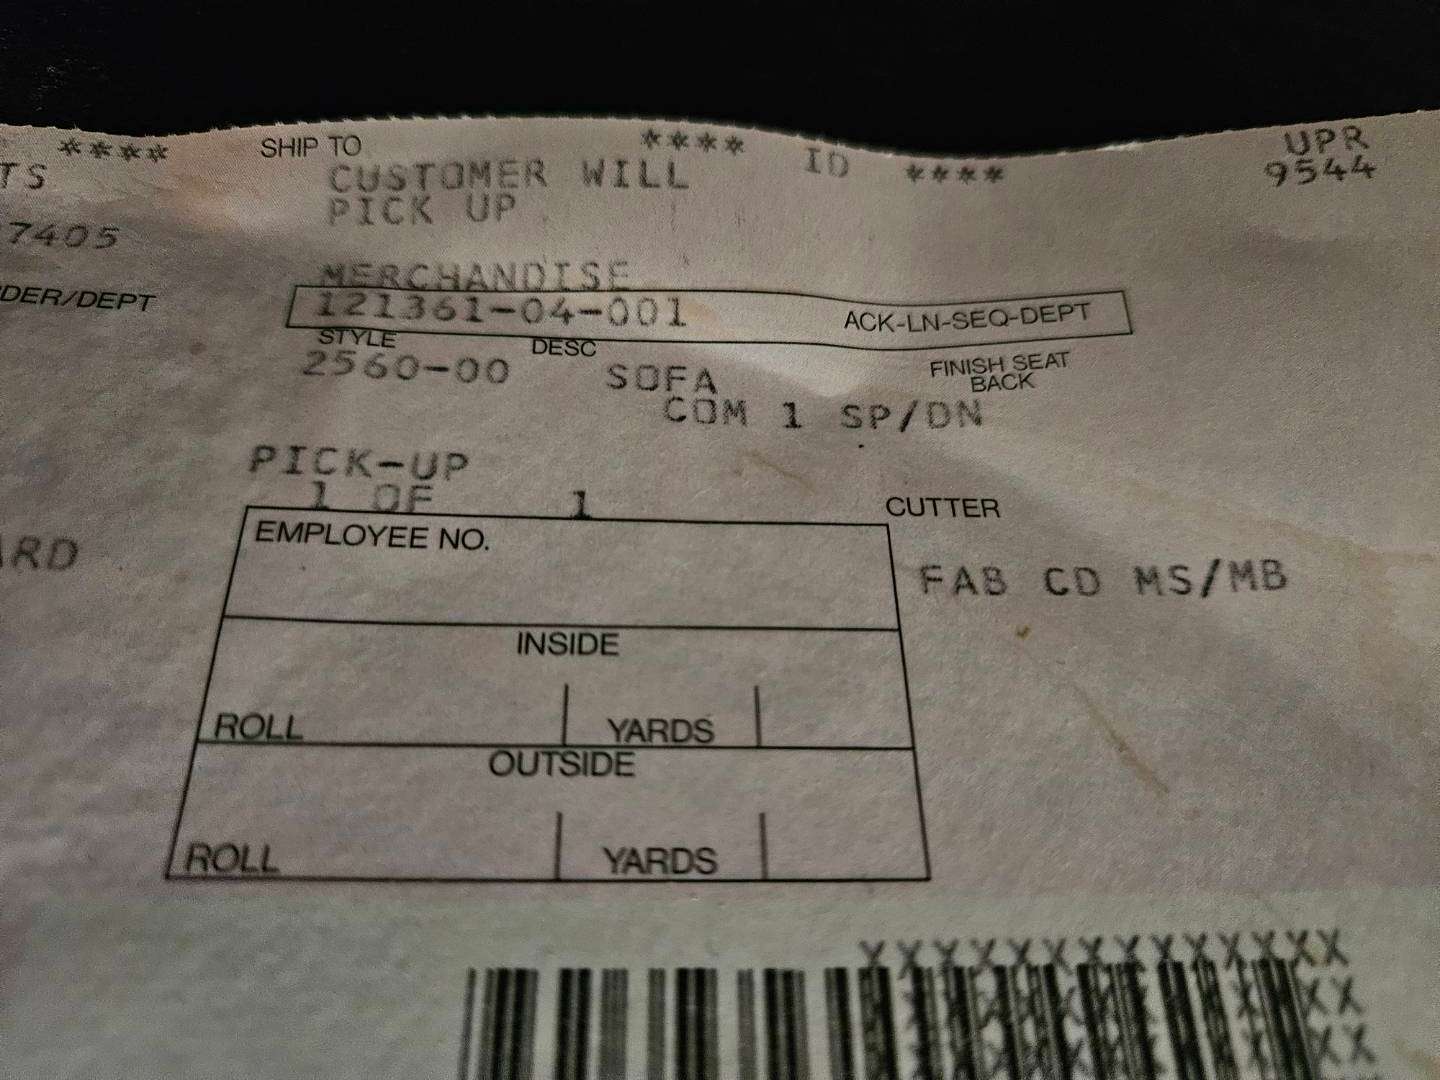 **** SHIP TO **** ID **** UPR
TS CUSTOMER WILL 9544
PICK UP
7405
MERCHANDISE
DER/DEPT 121361-04-001 ACK-LN-SEQ-DEPT
STYLE DESC FINISH SEAT
2560-00 SOFA BACK
COM 1 SP/DN
PICK-UP
1 OF 1 CUTTER
EMPLOYEE NO.
ARD FAB CD MS/MB
INSIDE
ROLL YARDS
OUTSIDE
ROLL YARDS
XXXXXXXXXXXXXX